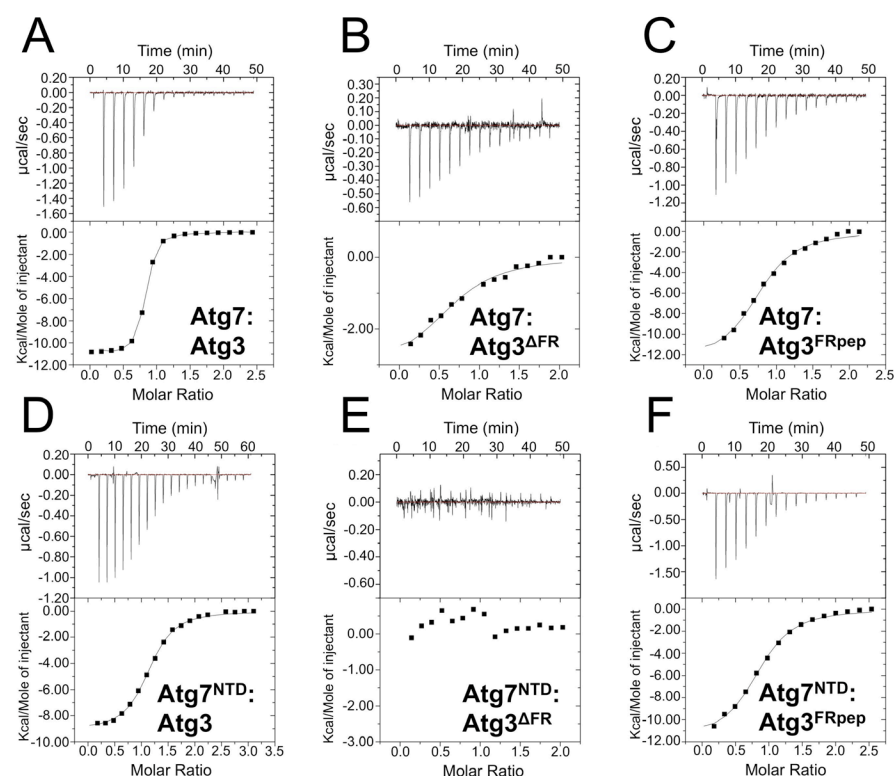 A
B
C
Time (min)
Time (min)
Time (min)
0 10 20 30 40 50
0 10 20 30 40 50
0 10 20 30 40 50
µcal/sec
0.20
0.00
-0.20
-0.40
-0.60
-0.80
-1.00
-1.20
-1.40
-1.60
µcal/sec
0.30
0.20
0.10
0.00
-0.10
-0.20
-0.30
-0.40
-0.50
-0.60
µcal/sec
0.20
0.00
-0.20
-0.40
-0.60
-0.80
-1.00
-1.20
Kcal/Mole of injectant
0.00
-2.00
-4.00
-6.00
-8.00
-10.00
-12.00
Atg7:
Atg3
Kcal/Mole of injectant
0.00
-2.00
Atg7:
Atg3ΔFR
Kcal/Mole of injectant
0.00
-2.00
-4.00
-6.00
-8.00
-10.00
-12.00
Atg7:
Atg3FRpep
0.0 0.5 1.0 1.5 2.0 2.5
0.0 0.5 1.0 1.5 2.0
0.0 0.5 1.0 1.5 2.0 2.5
Molar Ratio
Molar Ratio
Molar Ratio
D
E
F
Time (min)
Time (min)
Time (min)
0 10 20 30 40 50 60
0 10 20 30 40 50
0 10 20 30 40 50
µcal/sec
0.20
0.00
-0.20
-0.40
-0.60
-0.80
-1.00
-1.20
µcal/sec
0.20
0.00
-0.20
-0.40
-0.60
µcal/sec
0.50
0.00
-0.50
-1.00
-1.50
Kcal/Mole of injectant
0.00
-2.00
-4.00
-6.00
-8.00
-10.00
Atg7NTD:
Atg3
Kcal/Mole of injectant
0.00
-1.00
-2.00
-3.00
Atg7NTD:
Atg3ΔFR
Kcal/Mole of injectant
0.00
-2.00
-4.00
-6.00
-8.00
-10.00
-12.00
Atg7NTD:
Atg3FRpep
0.0 0.5 1.0 1.5 2.0 2.5 3.0 3.5
0.0 0.5 1.0 1.5 2.0
0.0 0.5 1.0 1.5 2.0 2.5
Molar Ratio
Molar Ratio
Molar Ratio